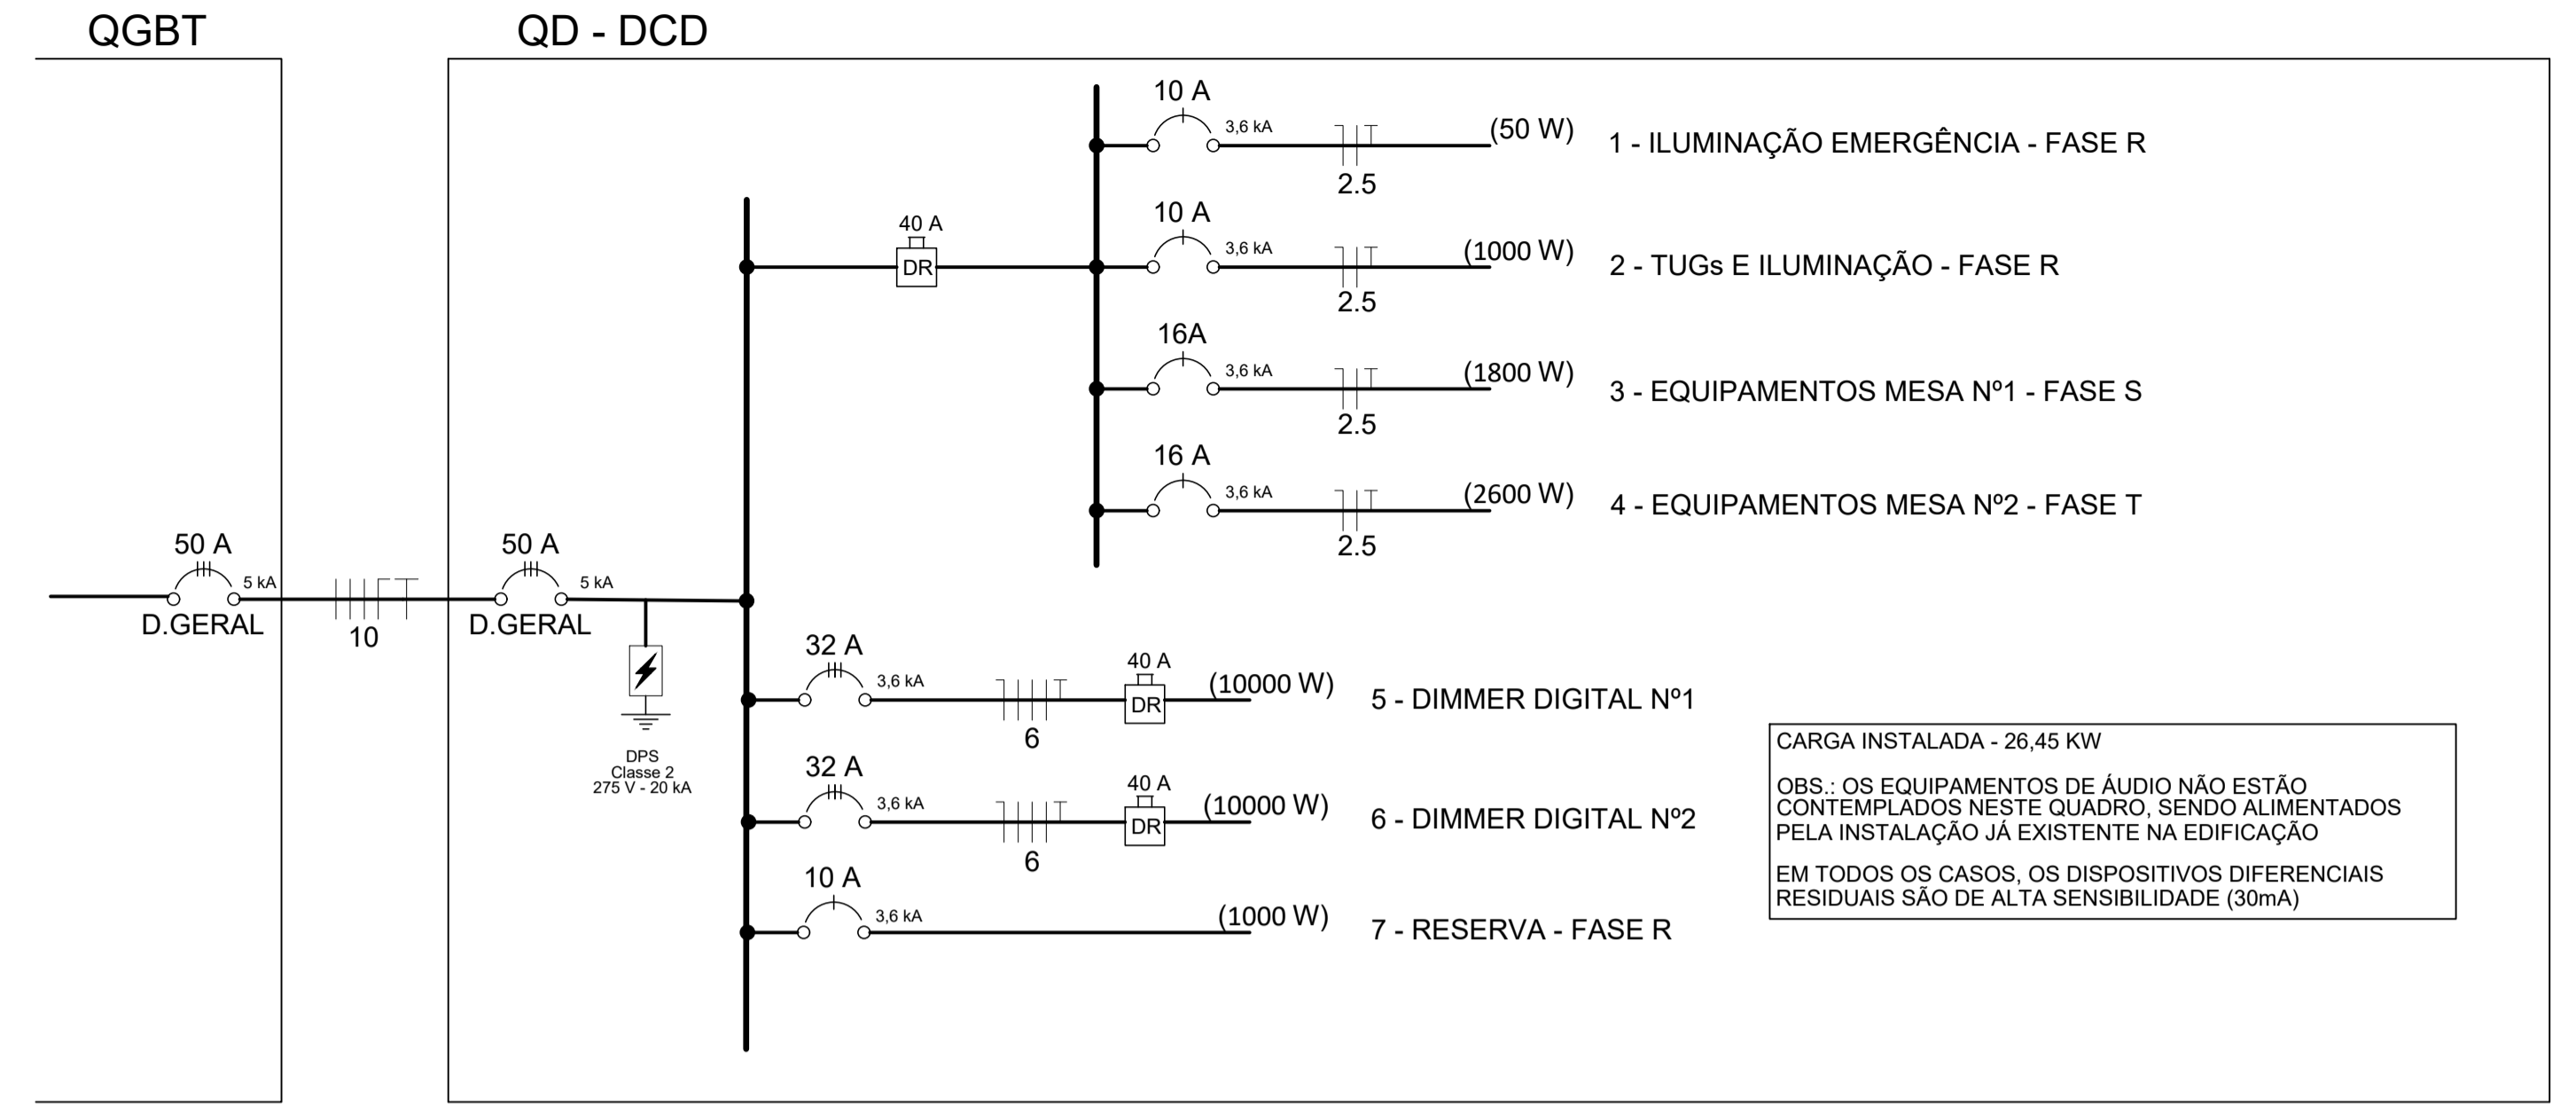 QGBT
QD - DCD
10 A
3,6 kA
(50 W)
1 - ILUMINAÇÃO EMERGÊNCIA - FASE R
2.5
40 A
DR
10 A
3,6 kA
(1000 W)
2 - TUGs E ILUMINAÇÃO - FASE R
2.5
16A
3,6 kA
(1800 W)
3 - EQUIPAMENTOS MESA Nº1 - FASE S
2.5
16 A
3,6 kA
(2600 W)
4 - EQUIPAMENTOS MESA Nº2 - FASE T
2.5
50 A
5 kA
D.GERAL
10
50 A
5 kA
D.GERAL
DPS
Classe 2
275 V - 20 kA
32 A
3,6 kA
6
40 A
DR
(10000 W)
5 - DIMMER DIGITAL Nº1
32 A
3,6 kA
6
40 A
DR
(10000 W)
6 - DIMMER DIGITAL Nº2
10 A
3,6 kA
(1000 W)
7 - RESERVA - FASE R
CARGA INSTALADA - 26,45 KW
OBS.: OS EQUIPAMENTOS DE ÁUDIO NÃO ESTÃO
CONTEMPLADOS NESTE QUADRO, SENDO ALIMENTADOS
PELA INSTALAÇÃO JÁ EXISTENTE NA EDIFICAÇÃO
EM TODOS OS CASOS, OS DISPOSITIVOS DIFERENCIAIS
RESIDUAIS SÃO DE ALTA SENSIBILIDADE (30mA)